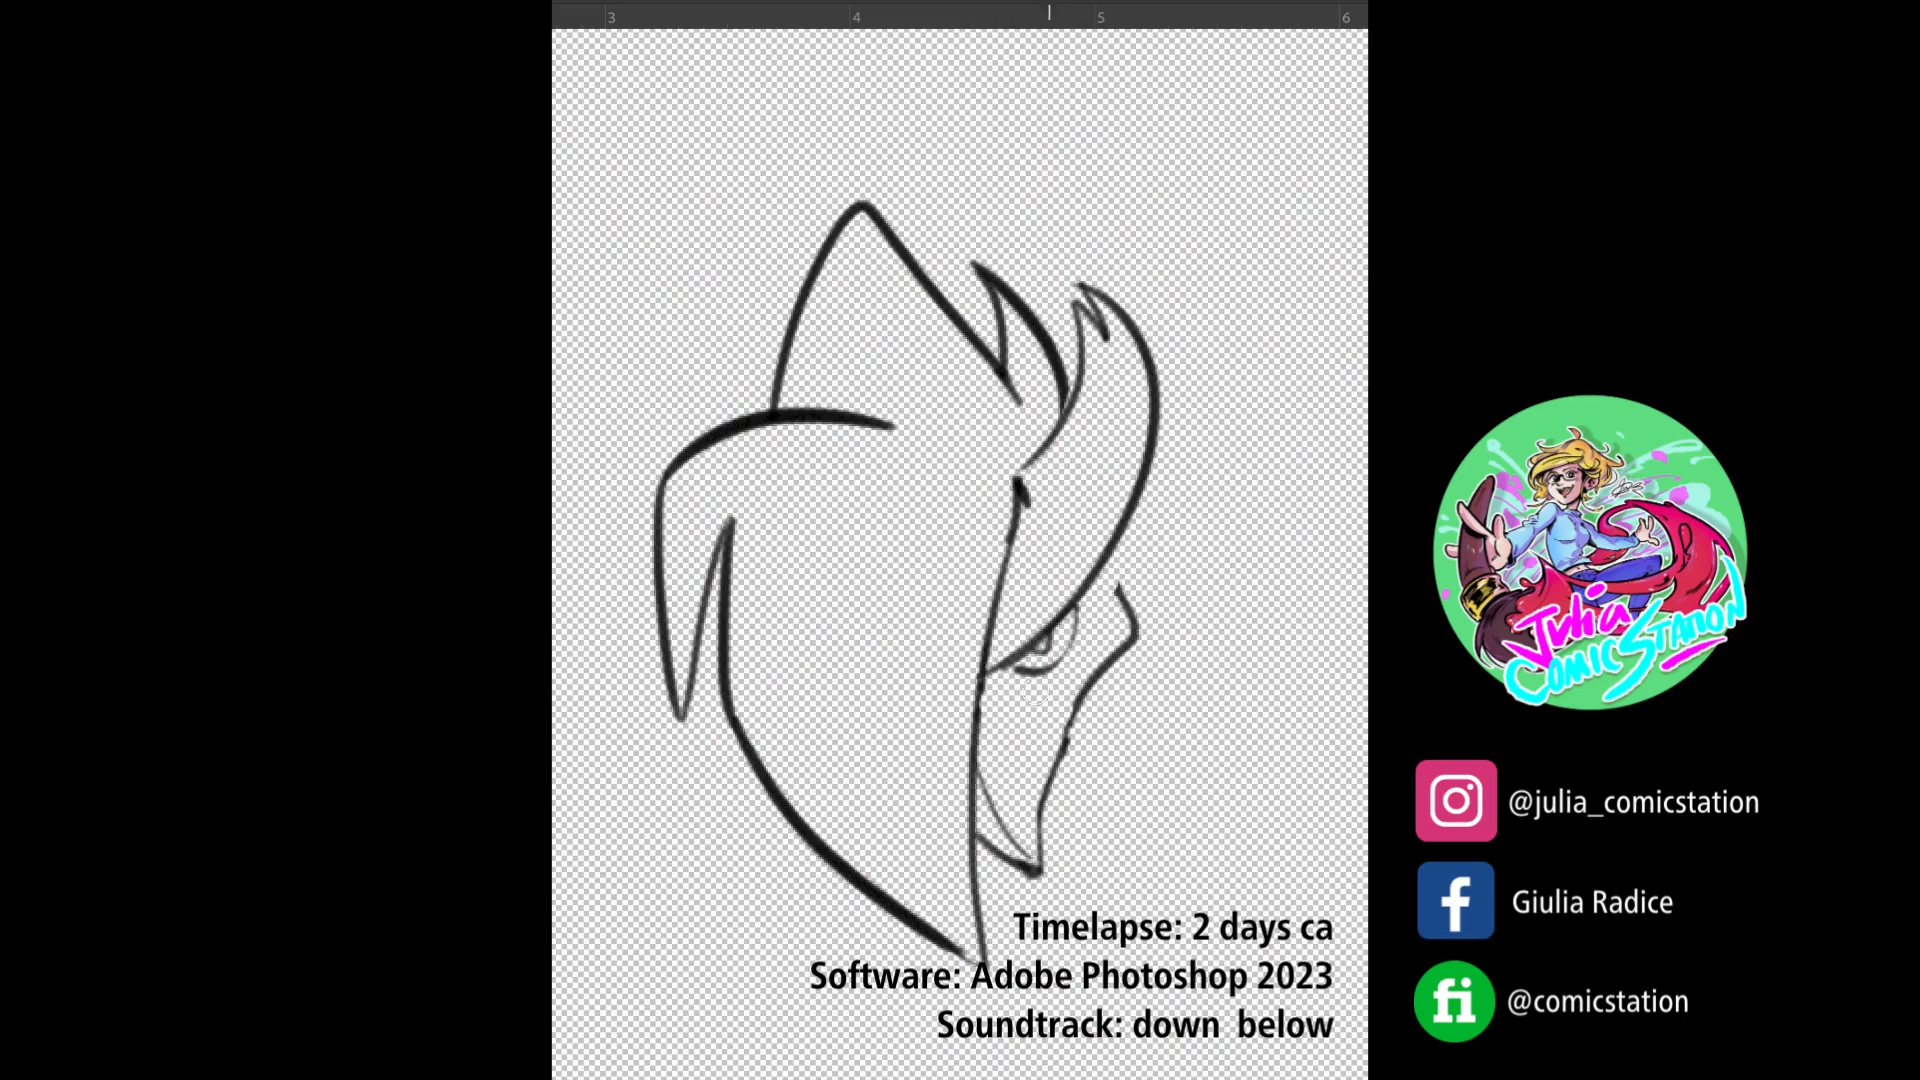 3 4 5 6
Julia
ComicStation
@julia_comicstation
Giulia Radice
@comicstation
Timelapse: 2 days ca
Software: Adobe Photoshop 2023
Soundtrack: down below
f
fi